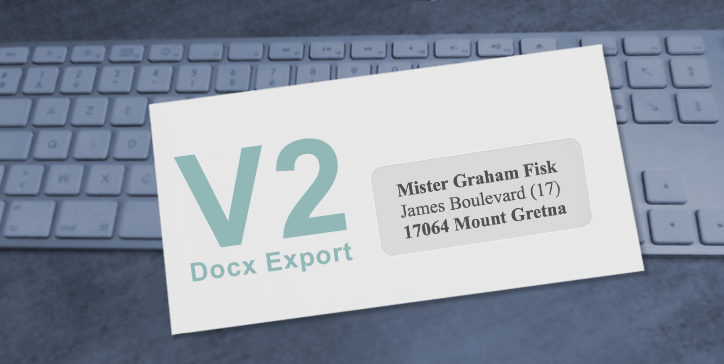 V2
Docx Export
Mister Graham Fisk
James Boulevard (17)
17064 Mount Gretna